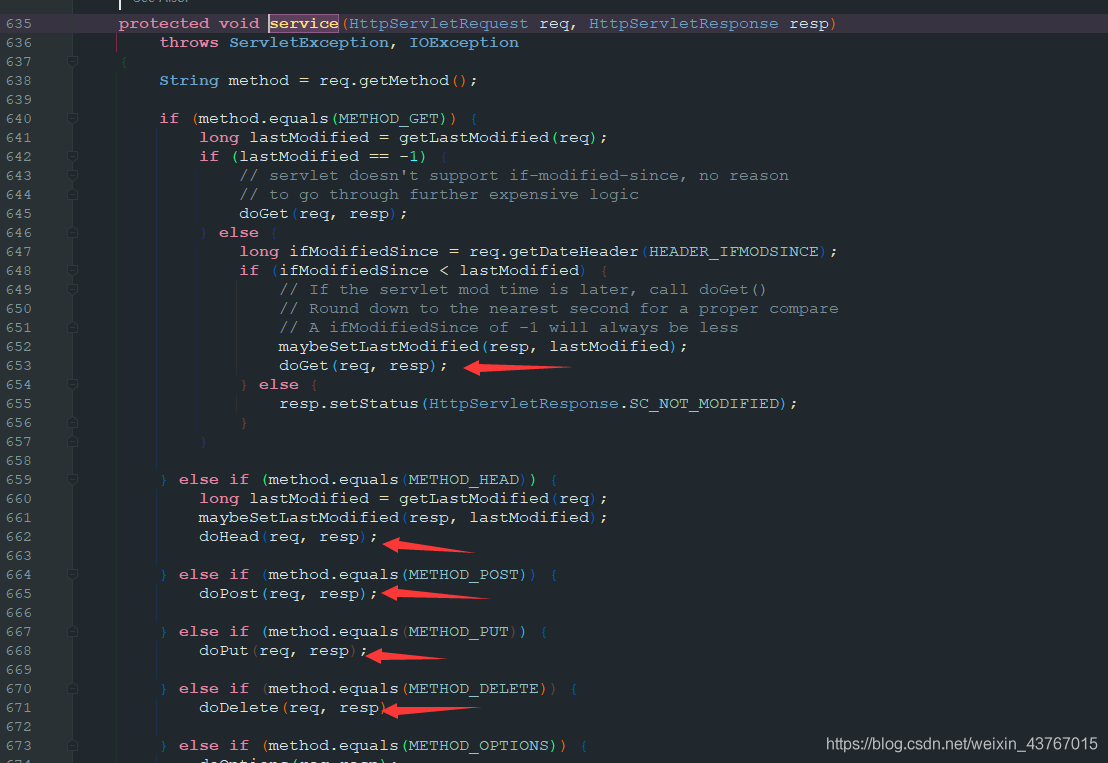 635 protected void service(HttpServletRequest req, HttpServletResponse resp)
636 throws ServletException, IOException
637 {
638 String method = req.getMethod();
639
640 if (method.equals(METHOD_GET)) {
641 long lastModified = getLastModified(req);
642 if (lastModified == -1) {
643 // servlet doesn't support if-modified-since, no reason
644 // to go through further expensive logic
645 doGet(req, resp);
646 } else {
647 long ifModifiedSince = req.getDateHeader(HEADER_IFMODSINCE);
648 if (ifModifiedSince < lastModified) {
649 // If the servlet mod time is later, call doGet()
650 // Round down to the nearest second for a proper compare
651 // A ifModifiedSince of -1 will always be less
652 maybeSetLastModified(resp, lastModified);
653 doGet(req, resp);
654 } else {
655 resp.setStatus(HttpServletResponse.SC_NOT_MODIFIED);
656 }
657 }
658
659 } else if (method.equals(METHOD_HEAD)) {
660 long lastModified = getLastModified(req);
661 maybeSetLastModified(resp, lastModified);
662 doHead(req, resp);
663
664 } else if (method.equals(METHOD_POST)) {
665 doPost(req, resp);
666
667 } else if (method.equals(METHOD_PUT)) {
668 doPut(req, resp);
669
670 } else if (method.equals(METHOD_DELETE)) {
671 doDelete(req, resp)
672
673 } else if (method.equals(METHOD_OPTIONS)) {
https://blog.csdn.net/weixin_43767015